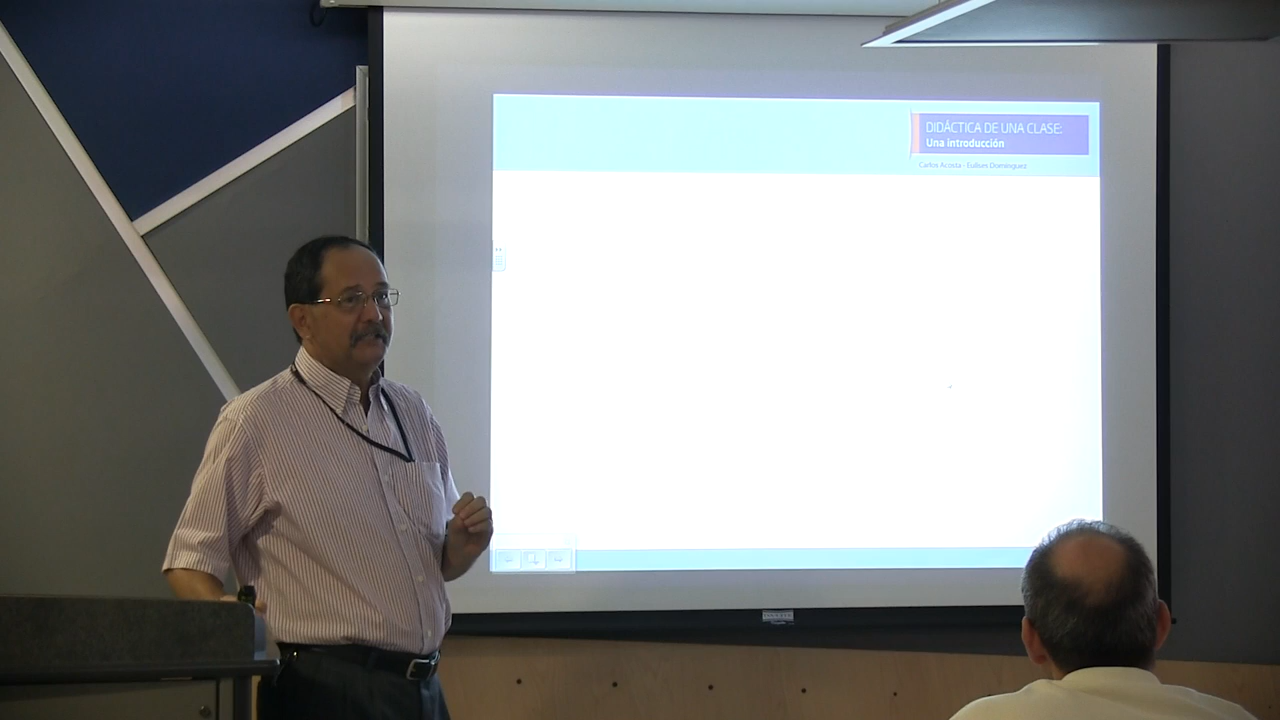 DIDÁCTICA DE UNA CLASE:
Una introducción
Carlos Acosta - Eulises Domínguez